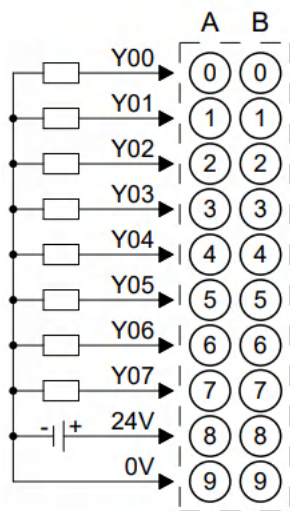 A B
Y00 0 0
Y01 1 1
Y02 2 2
Y03 3 3
Y04 4 4
Y05 5 5
Y06 6 6
Y07 7 7
- + 24V 8 8
0V 9 9